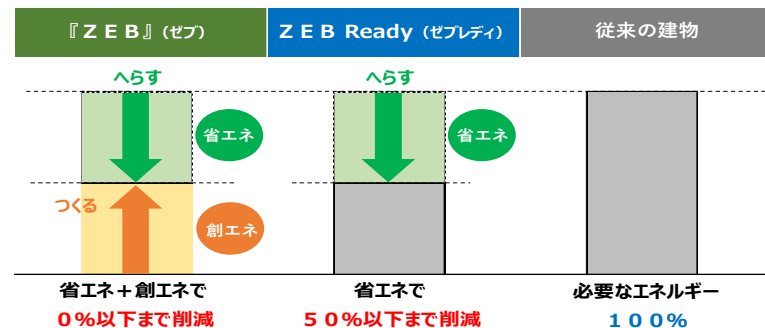 『ＺＥＢ』（ゼブ）
ＺＥＢ Ready（ゼブレディ）
従来の建物
へらす
へらす
省エネ
省エネ
つくる
創エネ
省エネ＋創エネで
０％以下まで削減
省エネで
５０％以下まで削減
必要なエネルギー
１００％